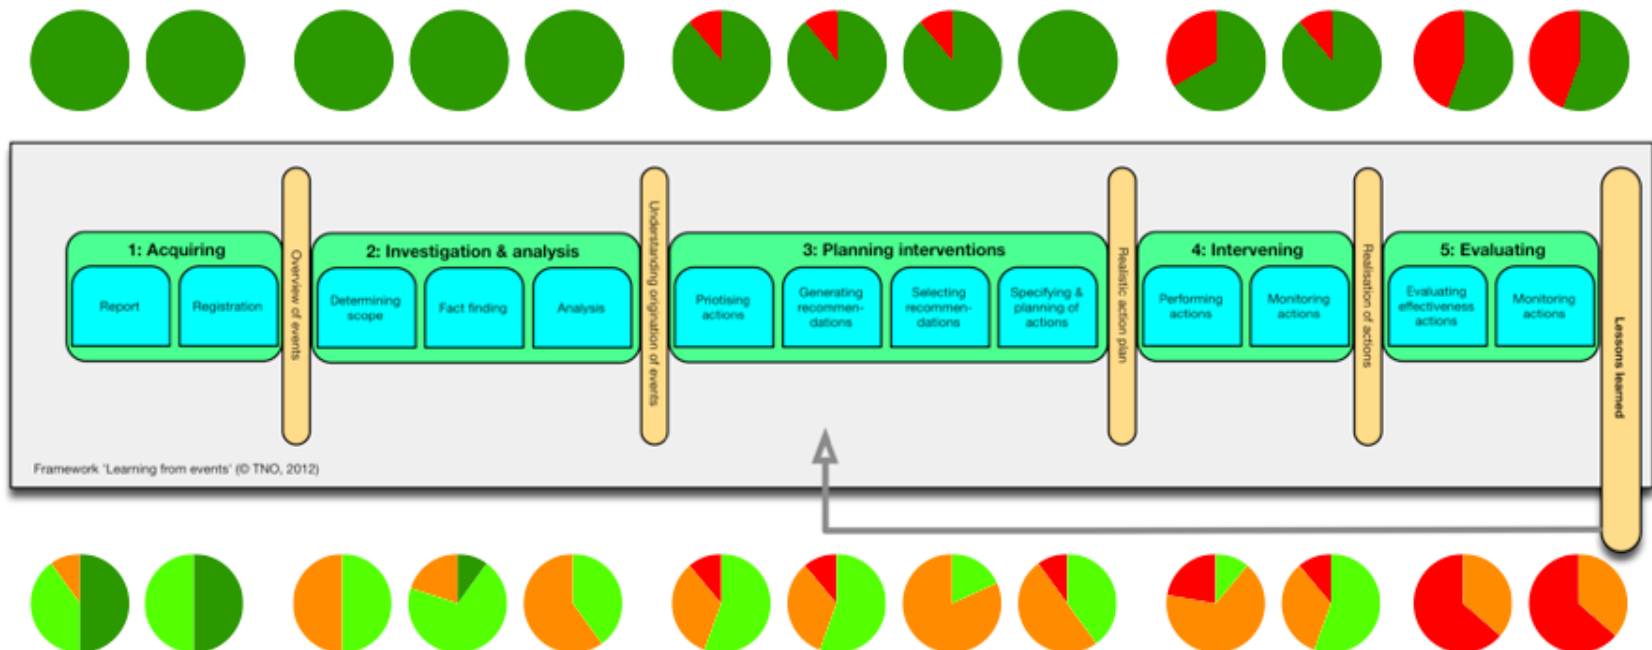 1: Acquiring
Report
Registration
Overview of events
2: Investigation & analysis
Determining
scope
Fact finding
Analysis
Understanding origination of events
3: Planning interventions
Priotising
actions
Generating
recommen-
dations
Selecting
recommen-
dations
Specifying &
planning of
actions
Realistic action plan
4: Intervening
Performing
actions
Monitoring
actions
Realisation of actions
5: Evaluating
Evaluating
effectiveness
actions
Monitoring
actions
Lessons learned
Framework 'Learning from events' (© TNO, 2012)